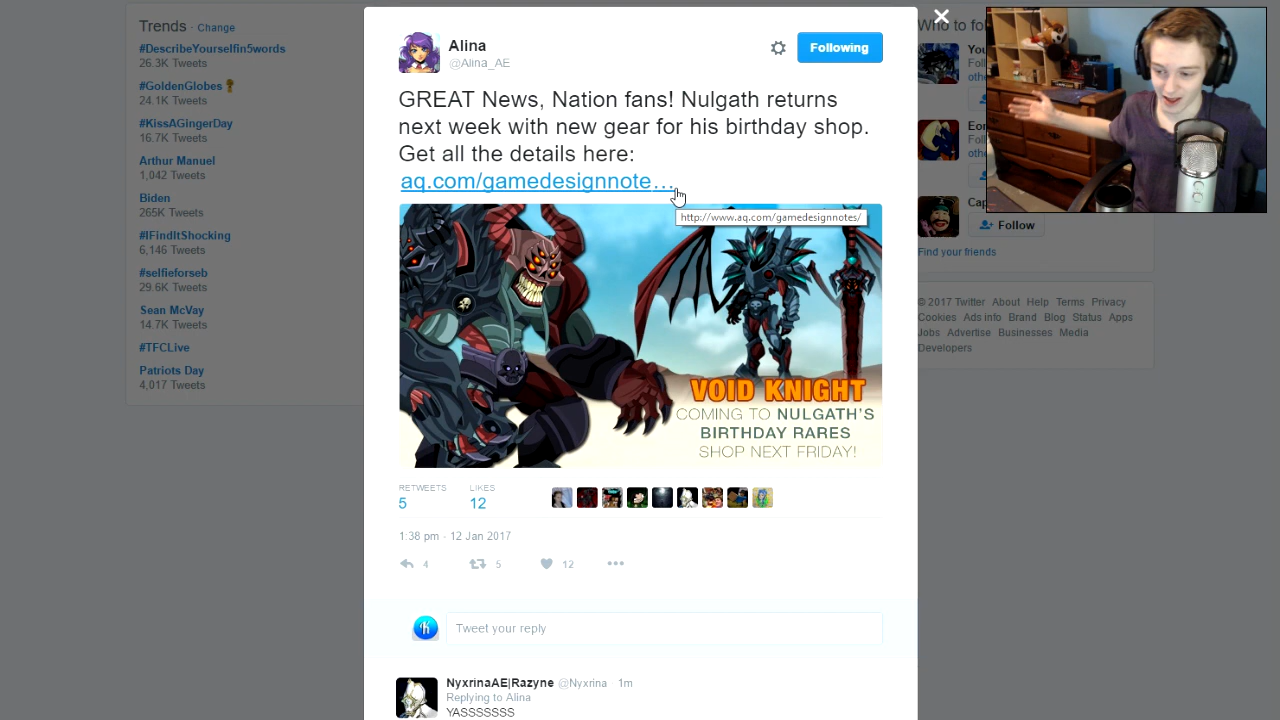 Trends · Change
#DescribeYourselfin5words
26.3K Tweets
#GoldenGlobes
24.1K Tweets
#KissAGingerDay
16.7K Tweets
Arthur Manuel
1,042 Tweets
Biden
265K Tweets
#IFindItShocking
6,146 Tweets
#selfieforseb
29.6K Tweets
Sean McVay
14.7K Tweets
#TFCLive
Patriots Day
4,017 Tweets
Alina
@Alina_AE
Following
GREAT News, Nation fans! Nulgath returns
next week with new gear for his birthday shop.
Get all the details here:
aq.com/gamedesignnote…
http://www.aq.com/gamedesignnotes/
VOID KNIGHT
COMING TO NULGATH'S
BIRTHDAY RARES
SHOP NEXT FRIDAY!
RETWEETS
5
LIKES
12
1:38 pm - 12 Jan 2017
4
5
12
Tweet your reply
NyxrinaAE|Razyne @Nyxrina · 1m
Replying to Alina
YASSSSSSS
Who to
Follow
Find your friends
© 2017 Twitter About Help Terms Privacy
Cookies Ads info Brand Blog Status Apps
Jobs Advertise Businesses Media
Developers